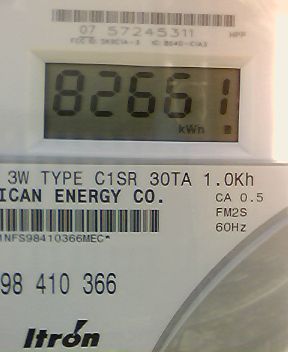 07 57245311
HPP
82661
kWh
3W TYPE C1SR 30TA 1.0Kh
ICAN ENERGY CO.
CA 0.5
FM2S
60Hz
1NFS98410366MEC*
98 410 366
Itron